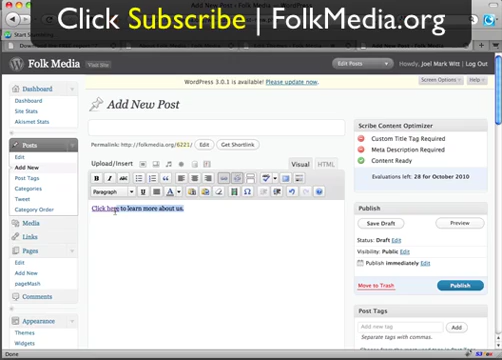 Click Subscribe | FolkMedia.org
Folk Media
Visit Site
Edit Posts
Howdy, Joel Mark Witt | Log Out
WordPress 3.0.1 is available! Please update now.
Screen Options
Help
Dashboard
Dashboard
Site Stats
Akismet Stats
Posts
Edit
Add New
Post Tags
Categories
Tweet
Category Order
Media
Links
Pages
Edit
Add New
pageMash
Comments
Appearance
Themes
Widgets
Add New Post
Permalink: http://folkmedia.org/6221/
Edit
Get Shortlink
Upload/Insert
Visual
HTML
Paragraph
Click here to learn more about us.
Scribe Content Optimizer
Custom Title Tag Required
Meta Description Required
Content Ready
Evaluations left: 28 for October 2010
Publish
Save Draft
Preview
Status: Draft Edit
Visibility: Public Edit
Publish immediately Edit
Move to Trash
Publish
Post Tags
Add new tag
Add
Separate tags with commas.
Done